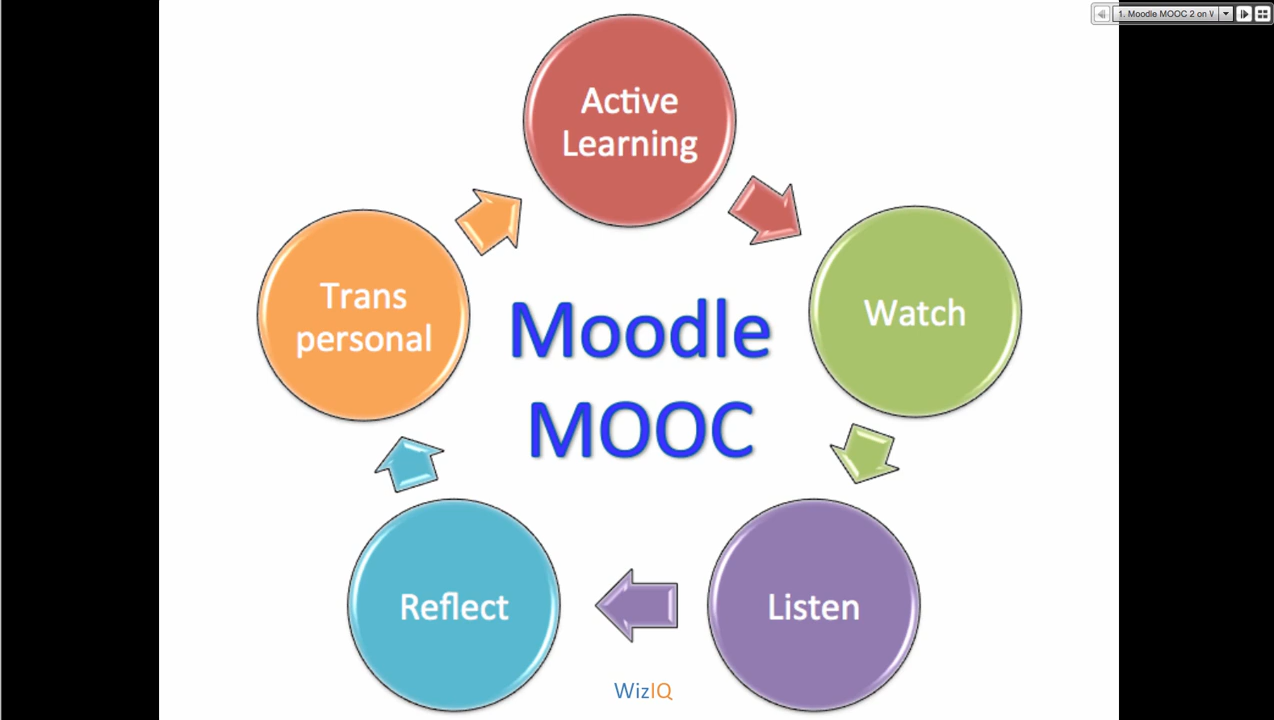 1. Moodle MOOC 2 on
Active
Learning
Watch
Listen
Reflect
Trans
personal
Moodle
MOOC
WizIQ